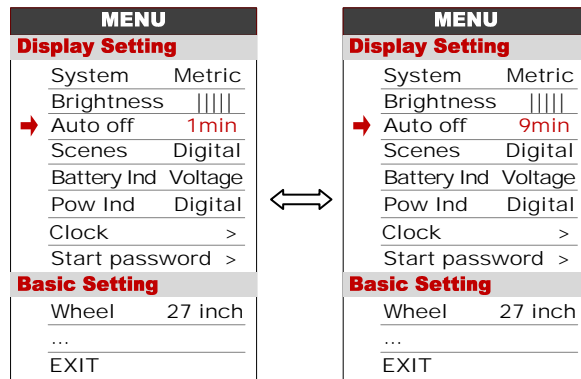 MENU
Display Setting
System Metric
Brightness |||||
Auto off 1min
Scenes Digital
Battery Ind Voltage
Pow Ind Digital
Clock >
Start password >
Basic Setting
Wheel 27 inch
...
EXIT
MENU
Display Setting
System Metric
Brightness |||||
Auto off 9min
Scenes Digital
Battery Ind Voltage
Pow Ind Digital
Clock >
Start password >
Basic Setting
Wheel 27 inch
...
EXIT